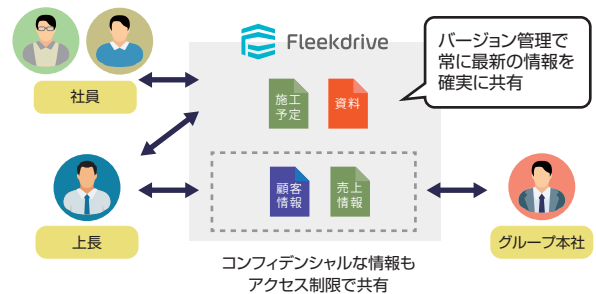 Fleekdrive
バージョン管理で
常に最新の情報を
確実に共有
社員
施工
予定
資料
上長
顧客
情報
売上
情報
グループ本社
コンフィデンシャルな情報も
アクセス制限で共有